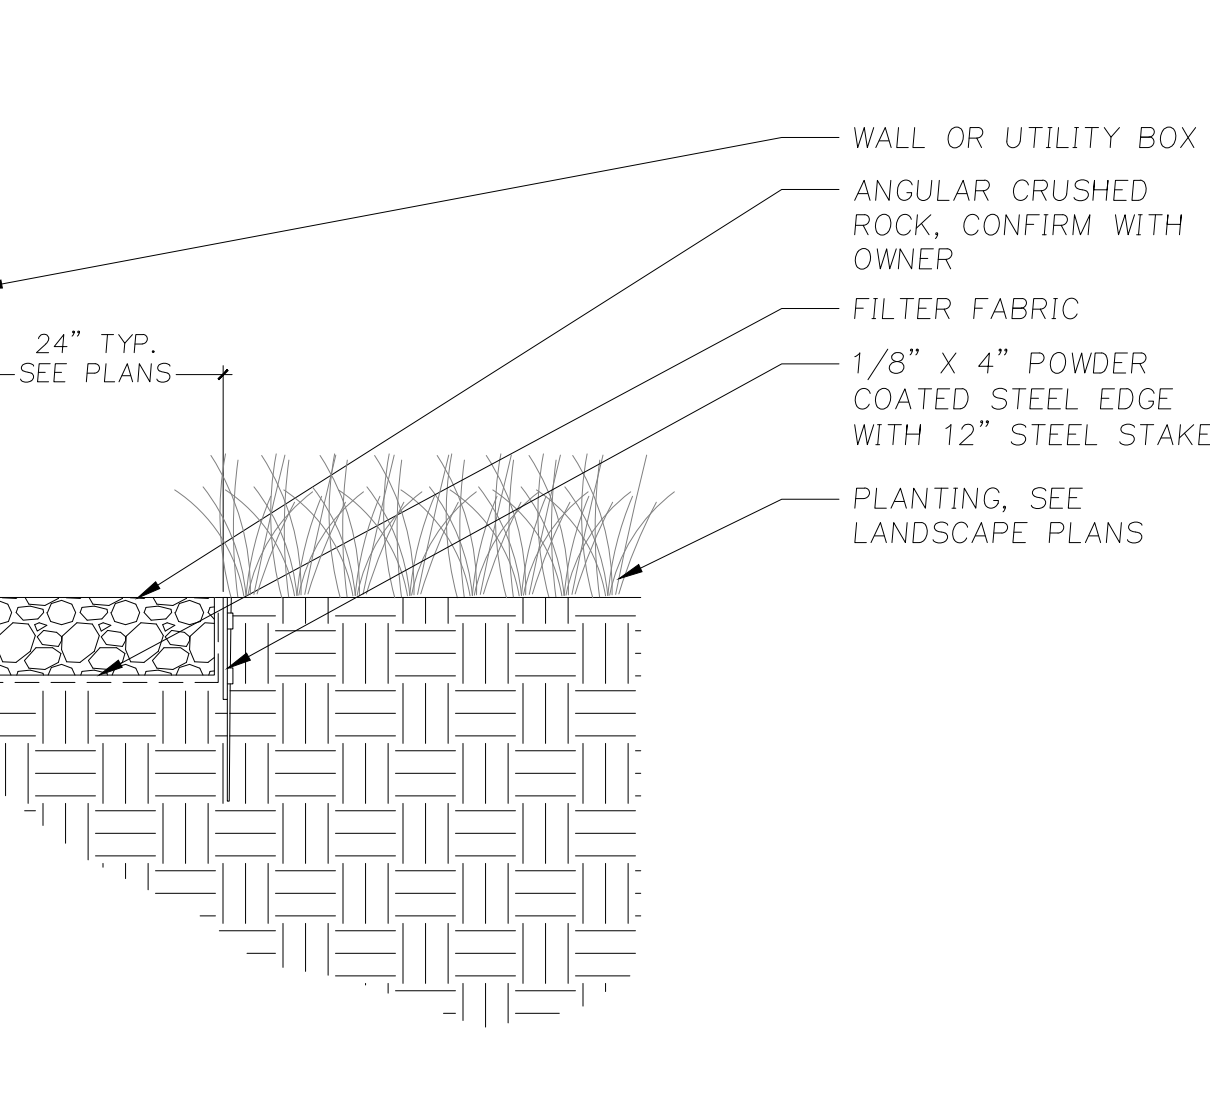 WALL OR UTILITY BOX
ANGULAR CRUSHED
ROCK, CONFIRM WITH
OWNER
FILTER FABRIC
24” TYP.
SEE PLANS
1/8” X 4” POWDER
COATED STEEL EDGE
WITH 12” STEEL STAKE
PLANTING, SEE
LANDSCAPE PLANS